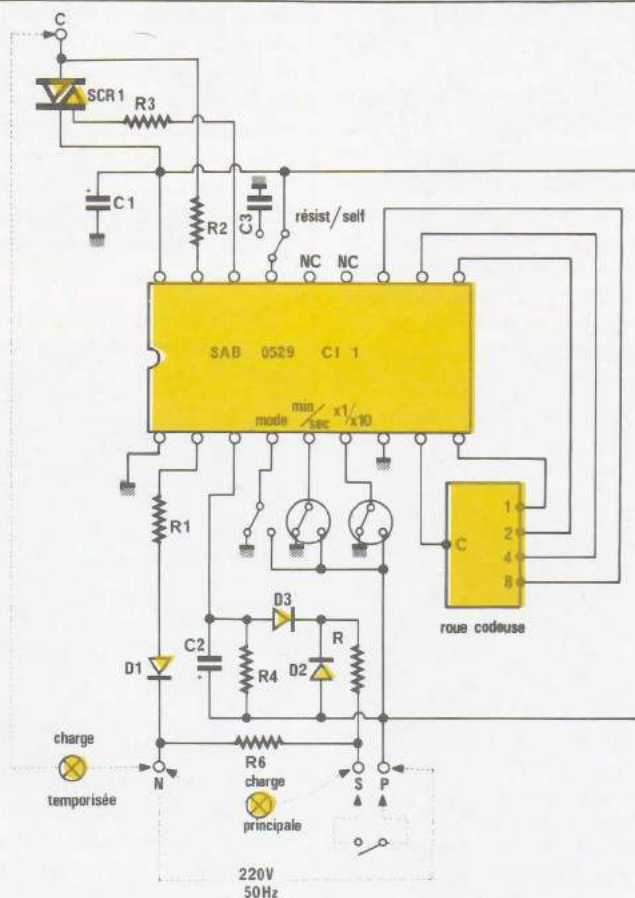 C
SCR1
R3
+
C1
R2
C3
résist/self
NC
NC
SAB 0529 CI 1
mode
min/sec
x1/x10
R1
1
2
C
4
8
roue codeuse
D3
R
C2
R4
D2
+
D1
charge
temporisée
N
R6
S
P
charge
principale
220V
50Hz